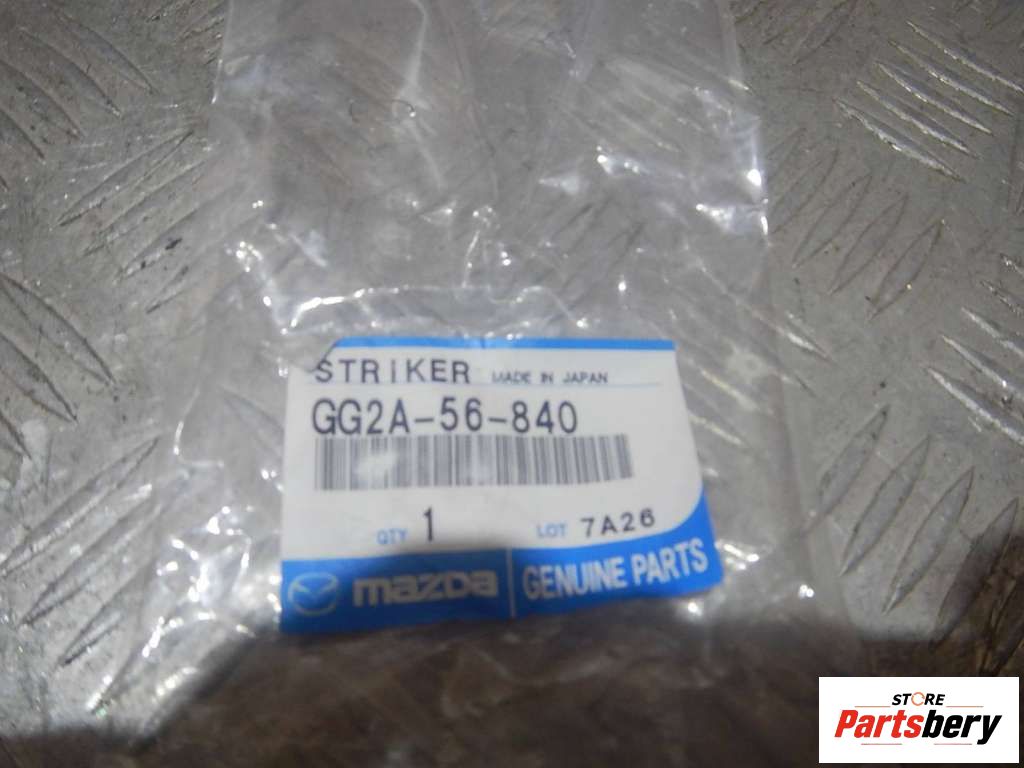 STRIKER MADE IN JAPAN
GG2A-56-840
QTY 1 LOT 7A26
mazda GENUINE PARTS
STORE
Partsbery